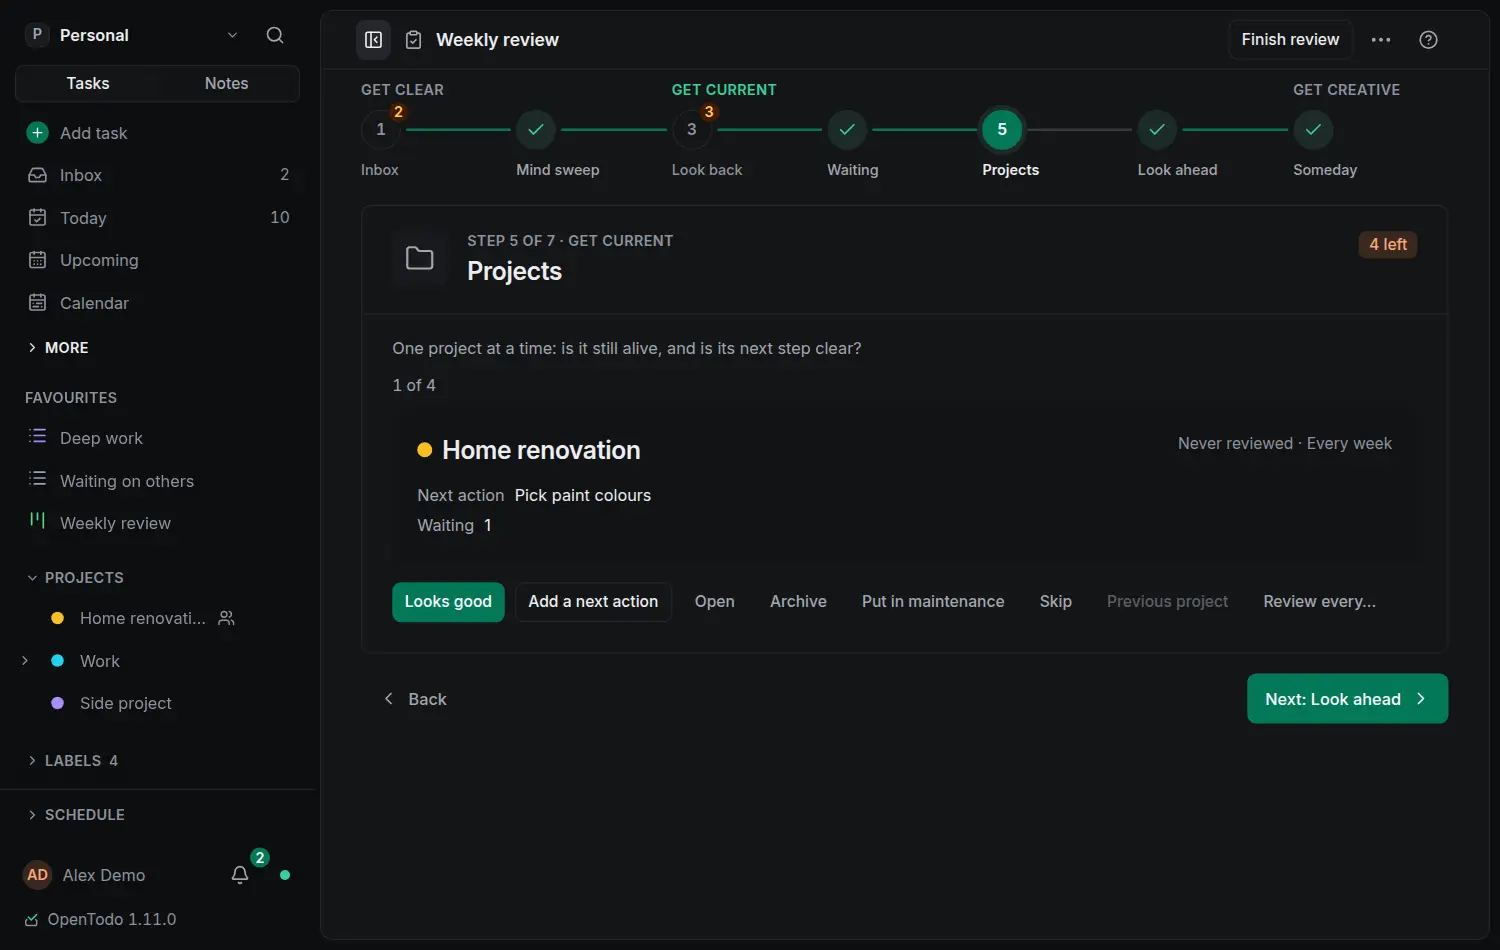 P Personal
Tasks Notes
Add task
Inbox 2
Today 10
Upcoming
Calendar
MORE
FAVOURITES
Deep work
Waiting on others
Weekly review
PROJECTS
Home renovati...
Work
Side project
LABELS 4
SCHEDULE
2
AD Alex Demo
OpenTodo 1.11.0
Weekly review
Finish review
GET CLEAR GET CURRENT GET CREATIVE
2 3
1 3 5
Inbox Mind sweep Look back Waiting Projects Look ahead Someday
STEP 5 OF 7 · GET CURRENT
Projects
4 left
One project at a time: is it still alive, and is its next step clear?
1 of 4
Home renovation
Never reviewed · Every week
Next action Pick paint colours
Waiting 1
Looks good Add a next action Open Archive Put in maintenance Skip Previous project Review every...
Back
Next: Look ahead